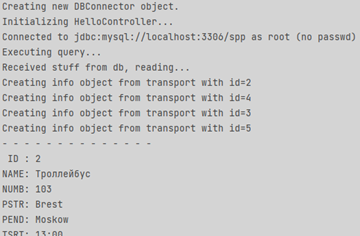 Creating new DBConnector object.
Initializing HelloController...
Connected to jdbc:mysql://localhost:3306/spp as root (no passwd)
Executing query...
Received stuff from db, reading...
Creating info object from transport with id=2
Creating info object from transport with id=4
Creating info object from transport with id=3
Creating info object from transport with id=5
- - - - - - - - - - - - - -
ID : 2
NAME: Троллейбус
NUMB: 103
PSTR: Brest
PEND: Moskow
TSRT: 13:00